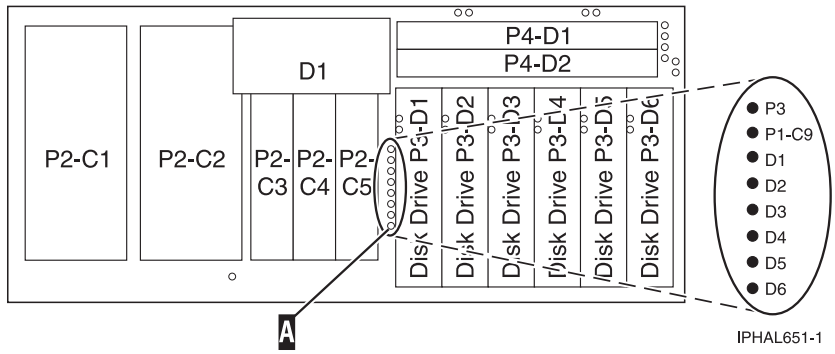 P2-C1
P2-C2
D1
P2-
C3
P2-
C4
P2-
C5
P4-D1
P4-D2
Disk Drive P3-D1
Disk Drive P3-D2
Disk Drive P3-D3
Disk Drive P3-D4
Disk Drive P3-D5
Disk Drive P3-D6
P3
P1-C9
D1
D2
D3
D4
D5
D6
A
IPHAL651-1